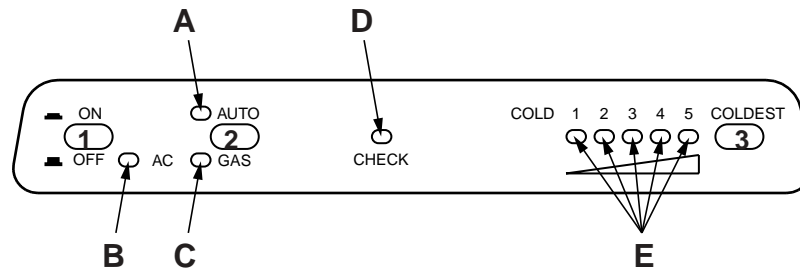 A
D
ON
AUTO
COLD 1 2 3 4 5 COLDEST
1
2
3
OFF
AC
GAS
CHECK
B
C
E